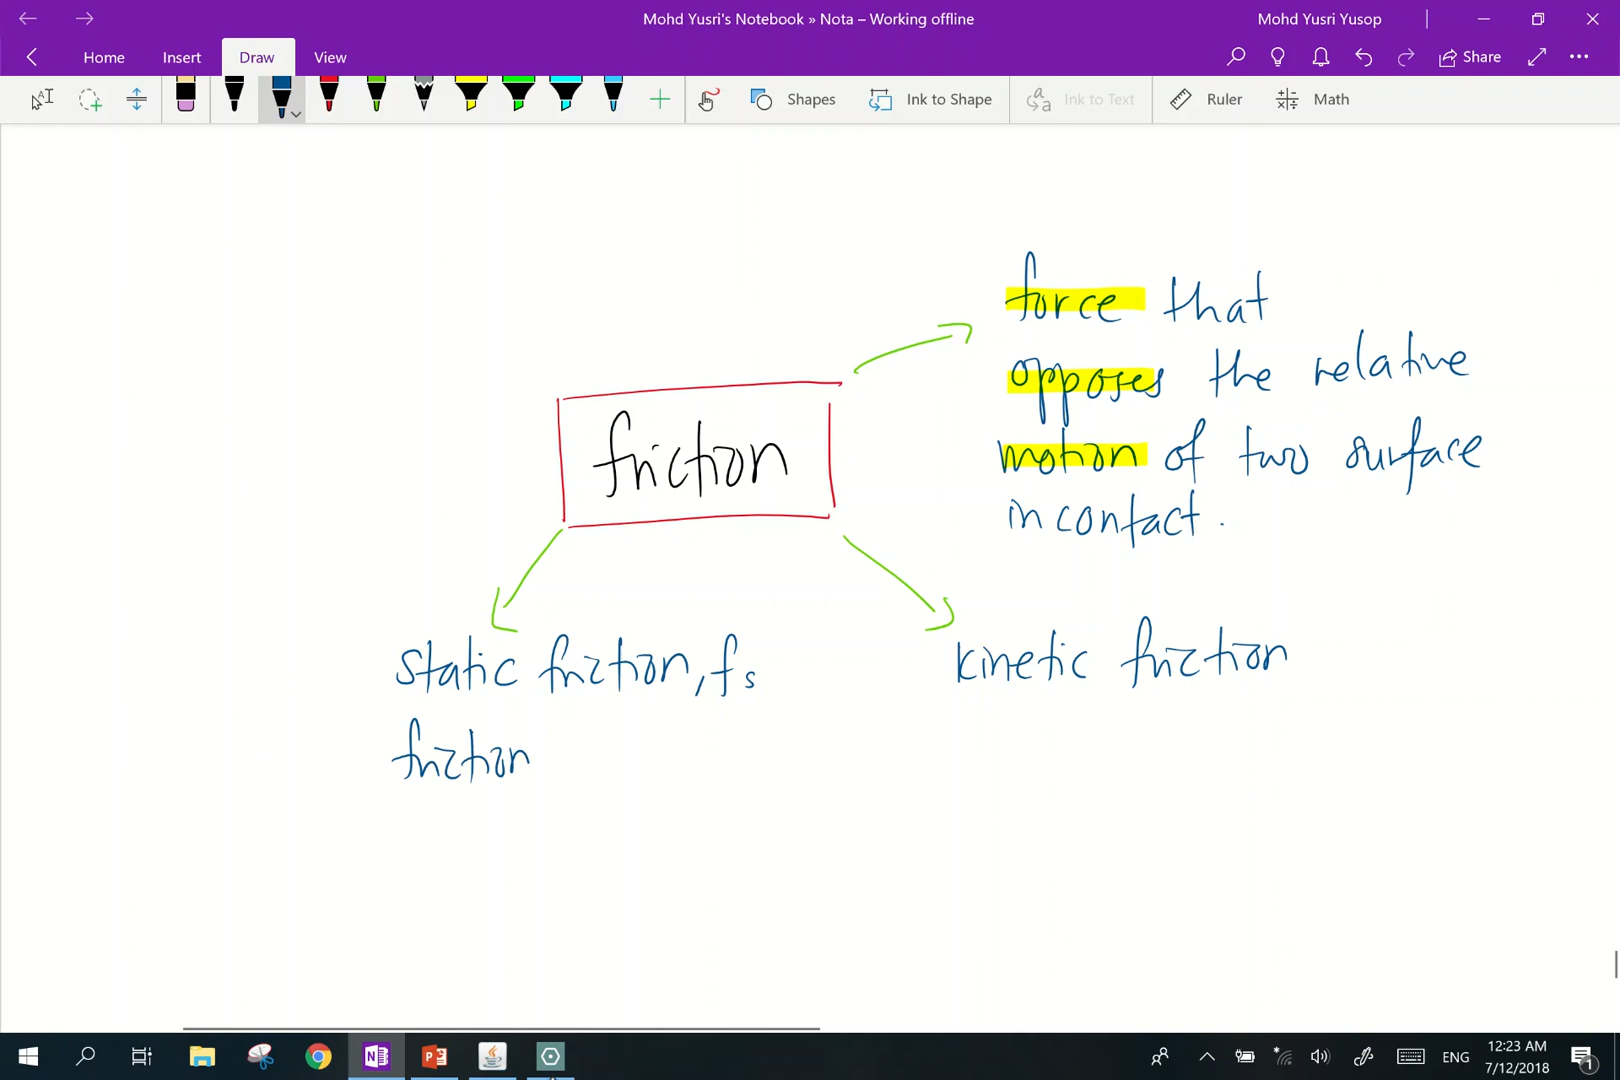 Mohd Yusri's Notebook » Nota – Working offline
Mohd Yusri Yusop
Home
Insert
Draw
View
Share
Shapes
Ink to Shape
Ink to Text
Ruler
Math
force that
opposes the relative
motion of two surface
in contact.
friction
static friction, fs
friction
kinetic friction
ENG
12:23 AM
7/12/2018
1